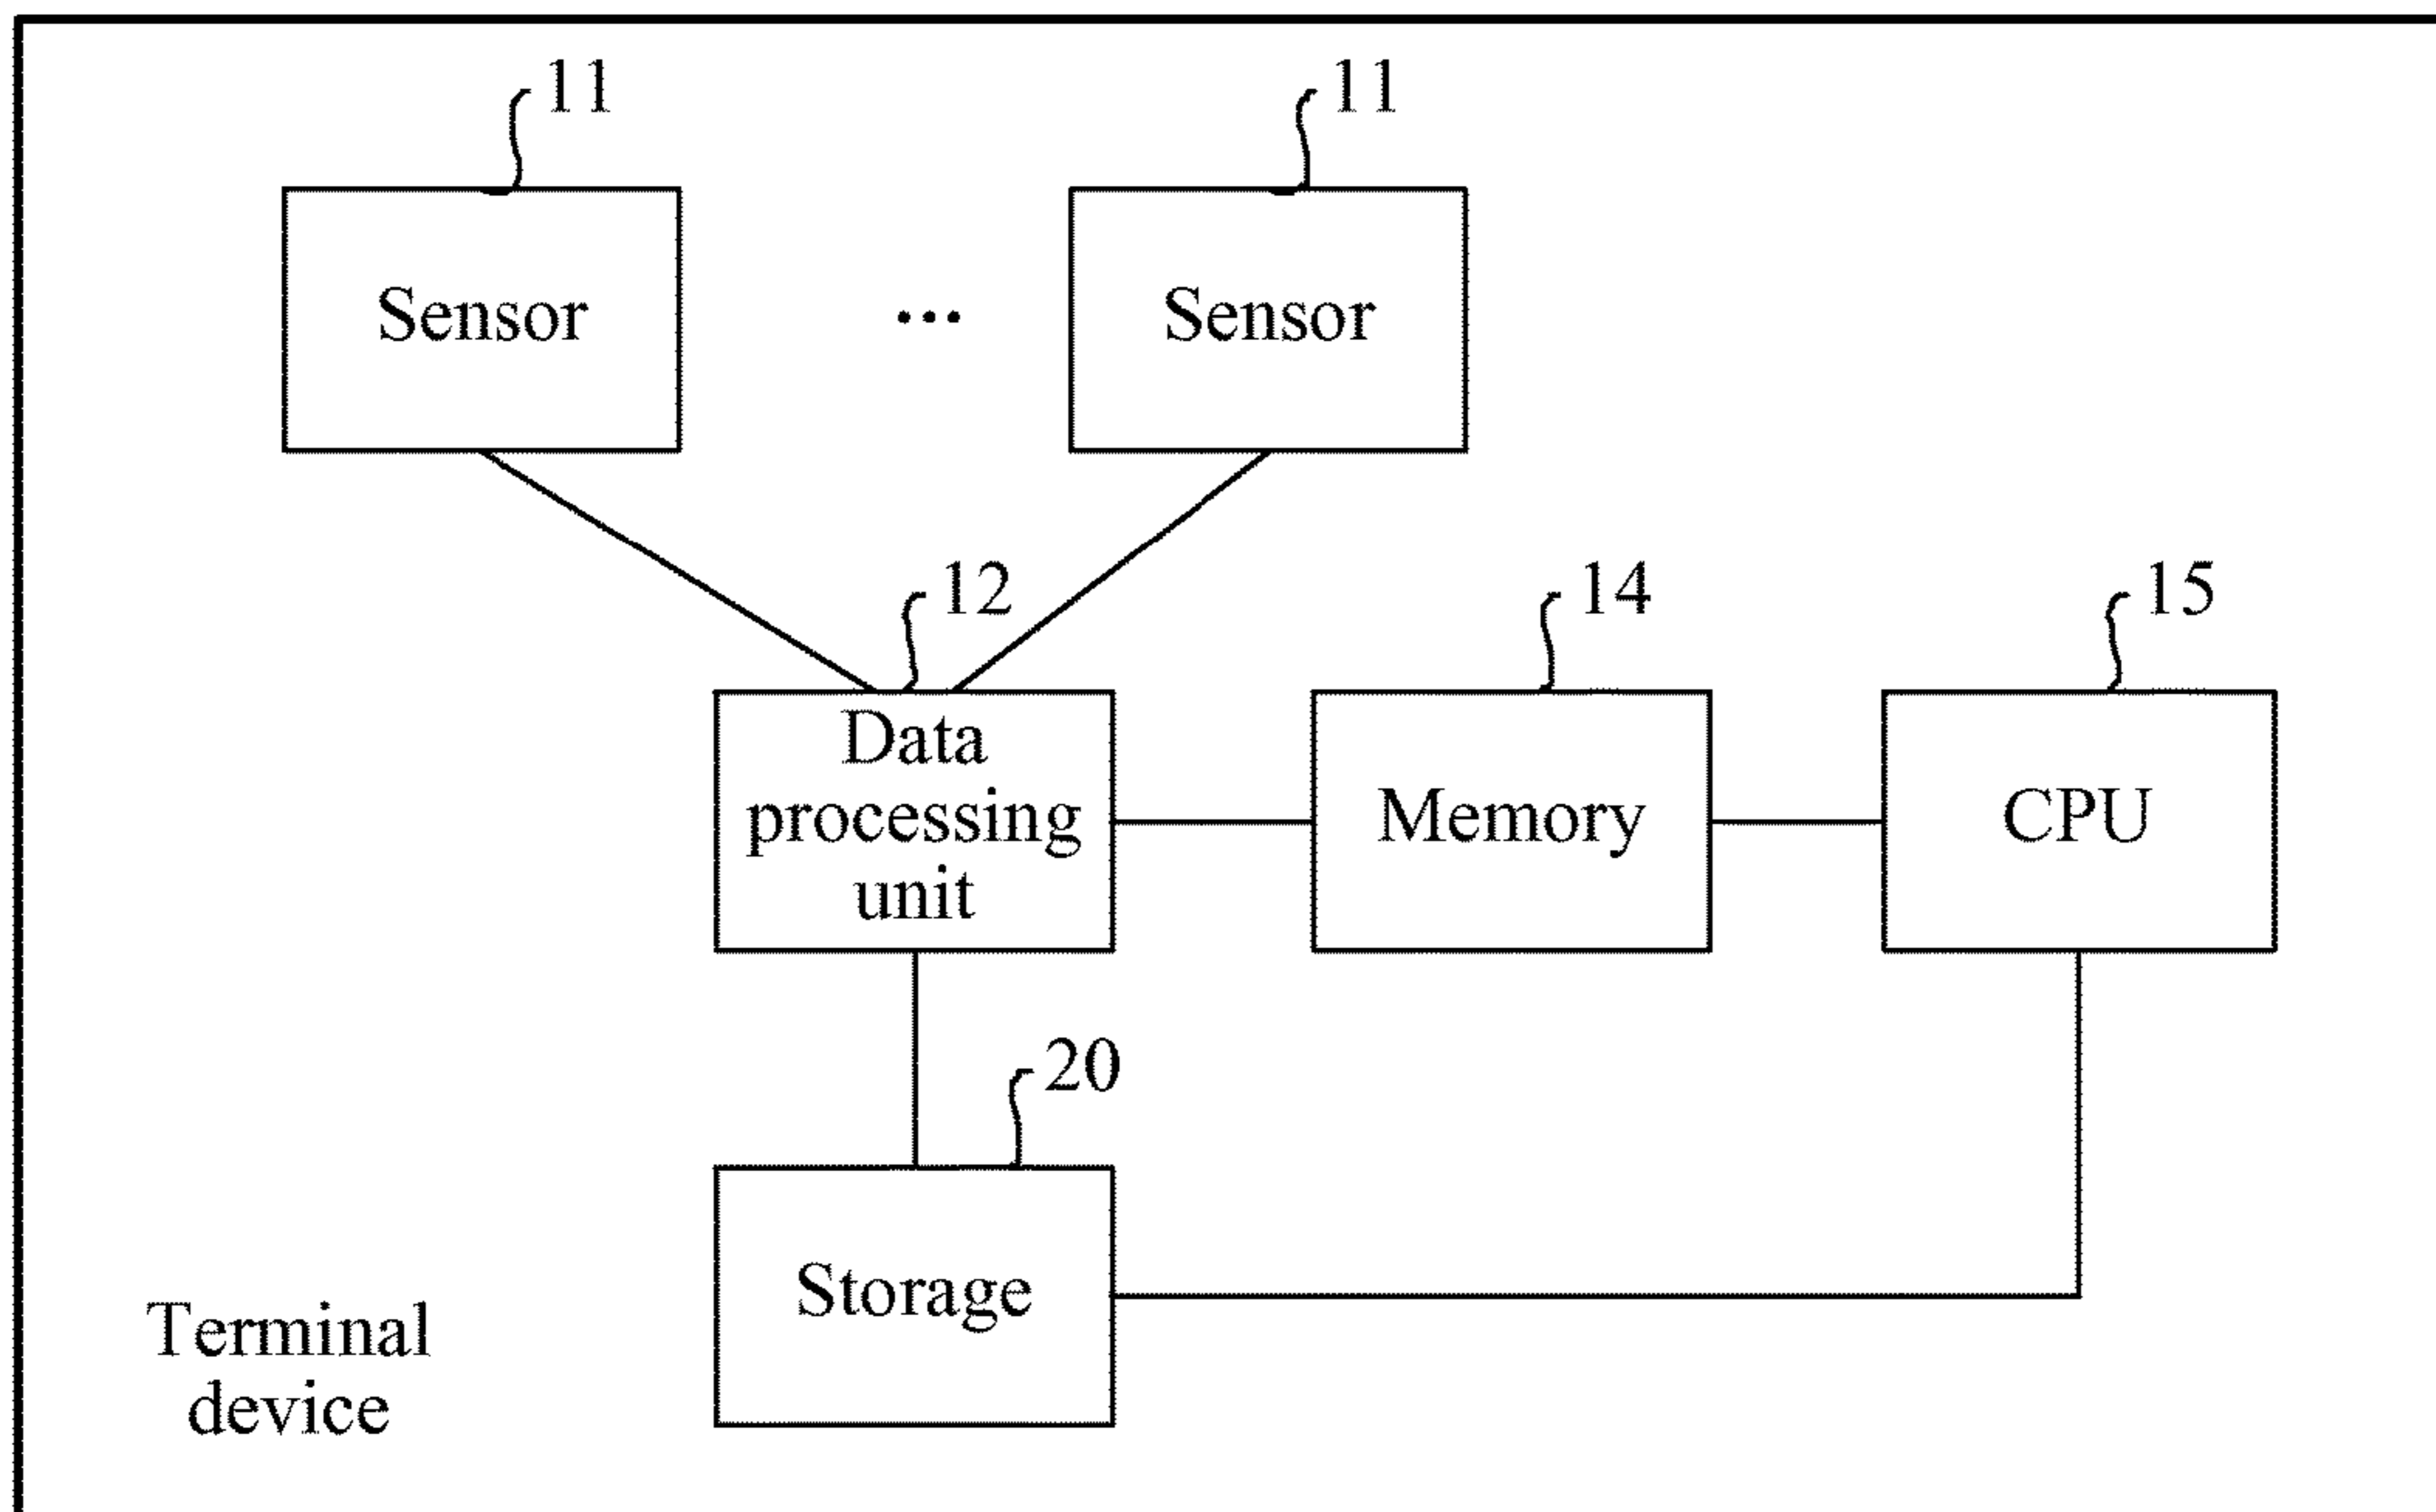 11
11
Sensor
...
Sensor
12
14
15
Data
processing
unit
Memory
CPU
20
Storage
Terminal
device